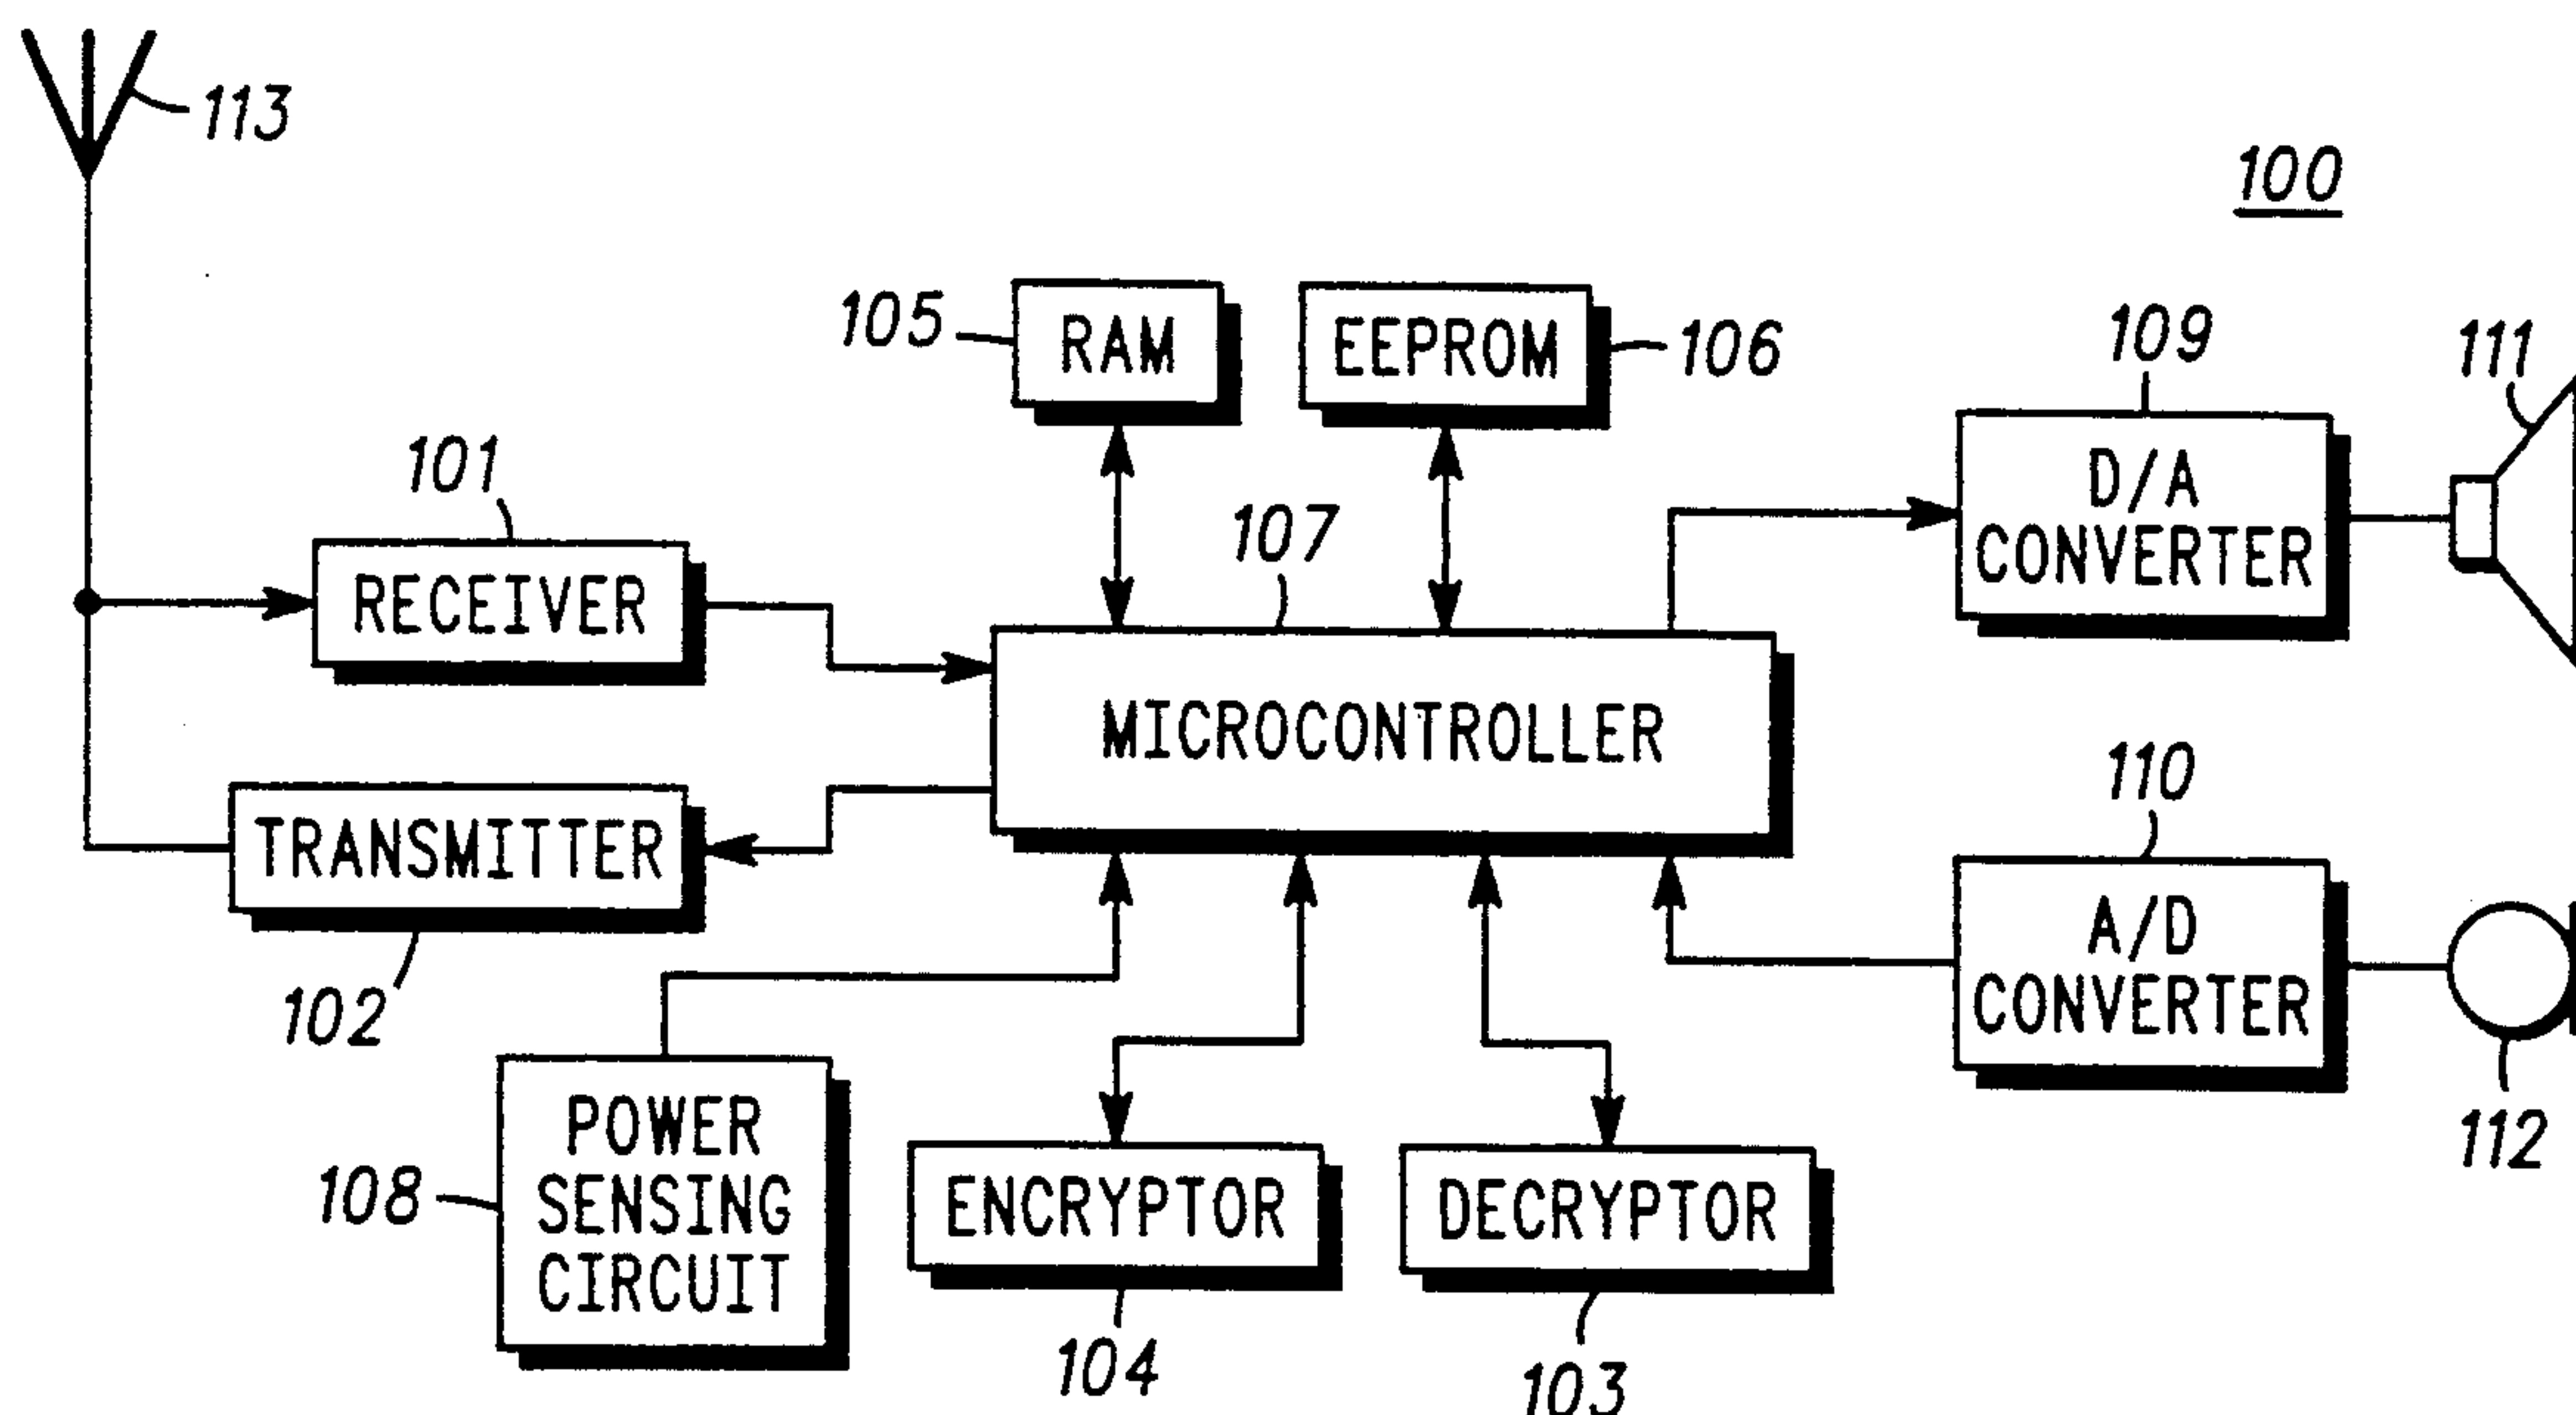 113
100
105
RAM
EEPROM
106
109
111
101
107
D/A
CONVERTER
RECEIVER
MICROCONTROLLER
110
TRANSMITTER
A/D
CONVERTER
102
112
POWER
SENSING
CIRCUIT
108
ENCRYPTOR
DECRYPTOR
104
103